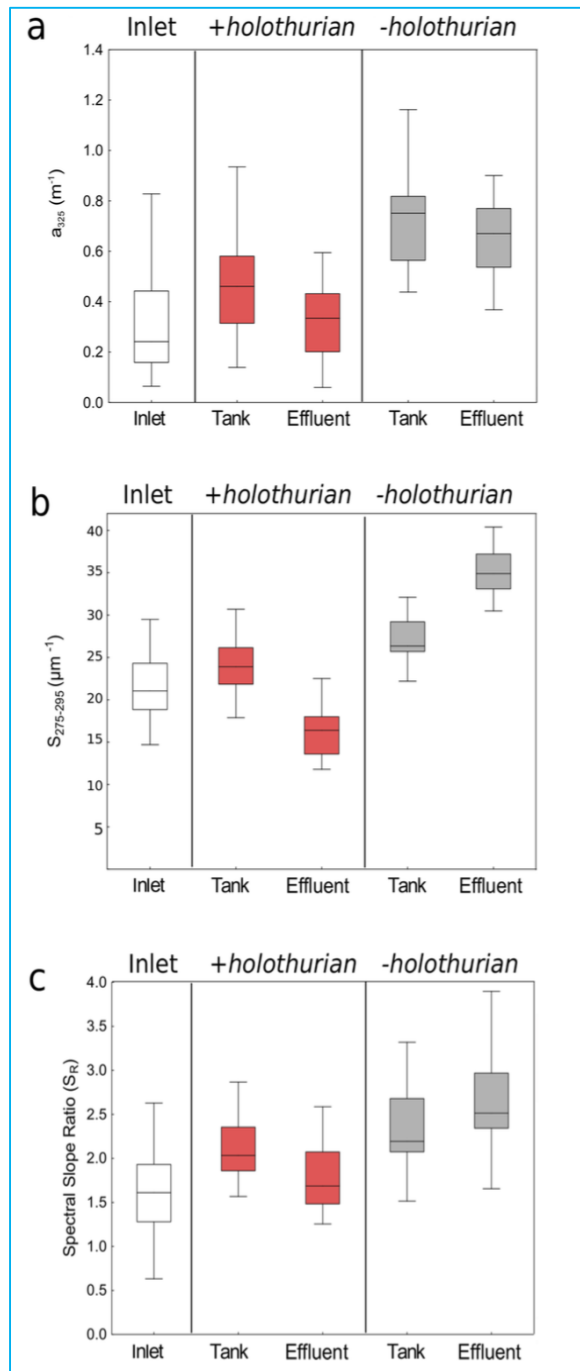 a
Inlet +holothurian -holothurian
1.4
1.2
1.0
0.8
0.6
0.4
0.2
0.0
a325 (m-1)
Inlet Tank Effluent Tank Effluent
b
Inlet +holothurian -holothurian
40
35
30
25
20
15
10
5
S275-295 (µm -1)
Inlet Tank Effluent Tank Effluent
c
Inlet +holothurian -holothurian
4.0
3.5
3.0
2.5
2.0
1.5
1.0
0.5
0.0
Spectral Slope Ratio (SR)
Inlet Tank Effluent Tank Effluent